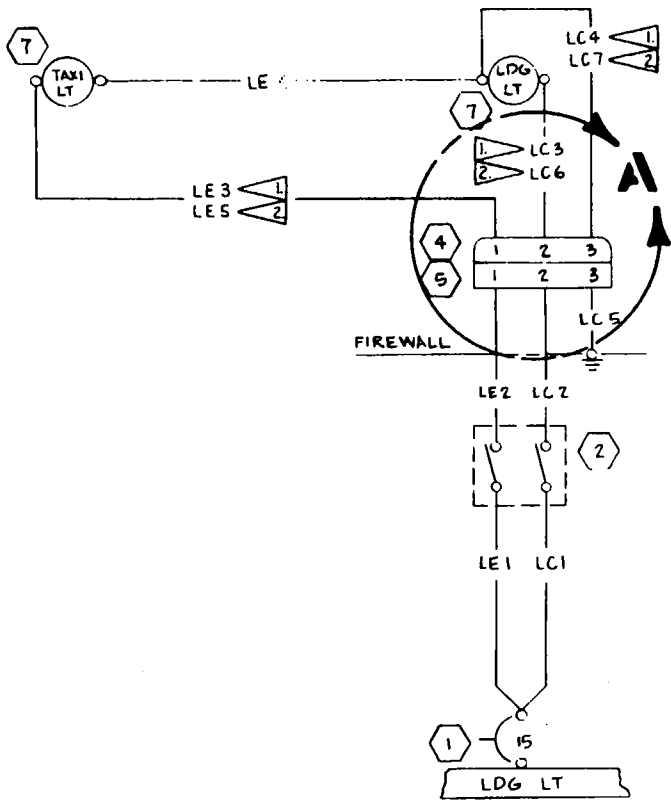 7
TAXI
LT
LE
LDG
LT
LC4 1.
LC7 2
7
1. LC3
2. LC6
A
LE3 1.
LE5 2
4
1 2 3
5
1 2 3
LC5
FIREWALL
LE2 LC2
2
LE1 LC1
1
15
LDG LT